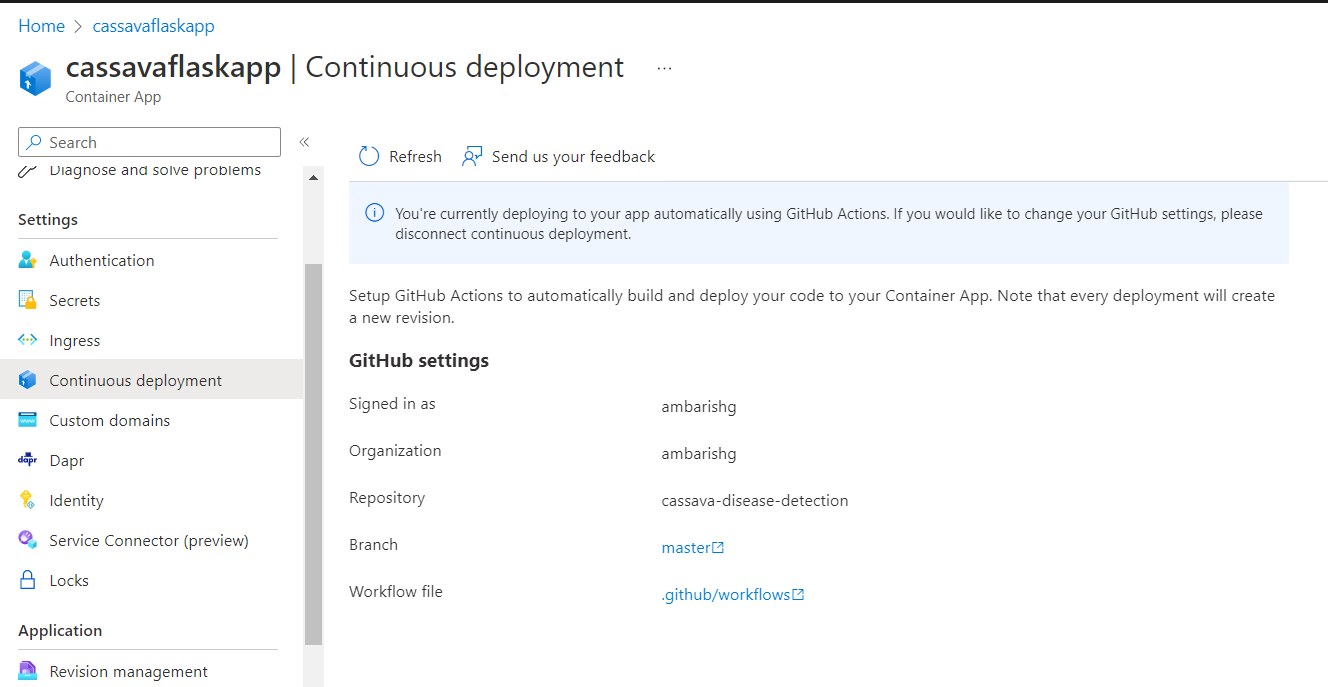 Home > cassavaflaskapp
cassavaflaskapp | Continuous deployment ...
Container App
Search «
Diagnose and solve problems
Settings
Authentication
Secrets
Ingress
Continuous deployment
Custom domains
dapr Dapr
Identity
Service Connector (preview)
Locks
Application
Revision management
Refresh Send us your feedback
You're currently deploying to your app automatically using GitHub Actions. If you would like to change your GitHub settings, please
disconnect continuous deployment.
Setup GitHub Actions to automatically build and deploy your code to your Container App. Note that every deployment will create
a new revision.
GitHub settings
Signed in as ambarishg
Organization ambarishg
Repository cassava-disease-detection
Branch master
Workflow file .github/workflows